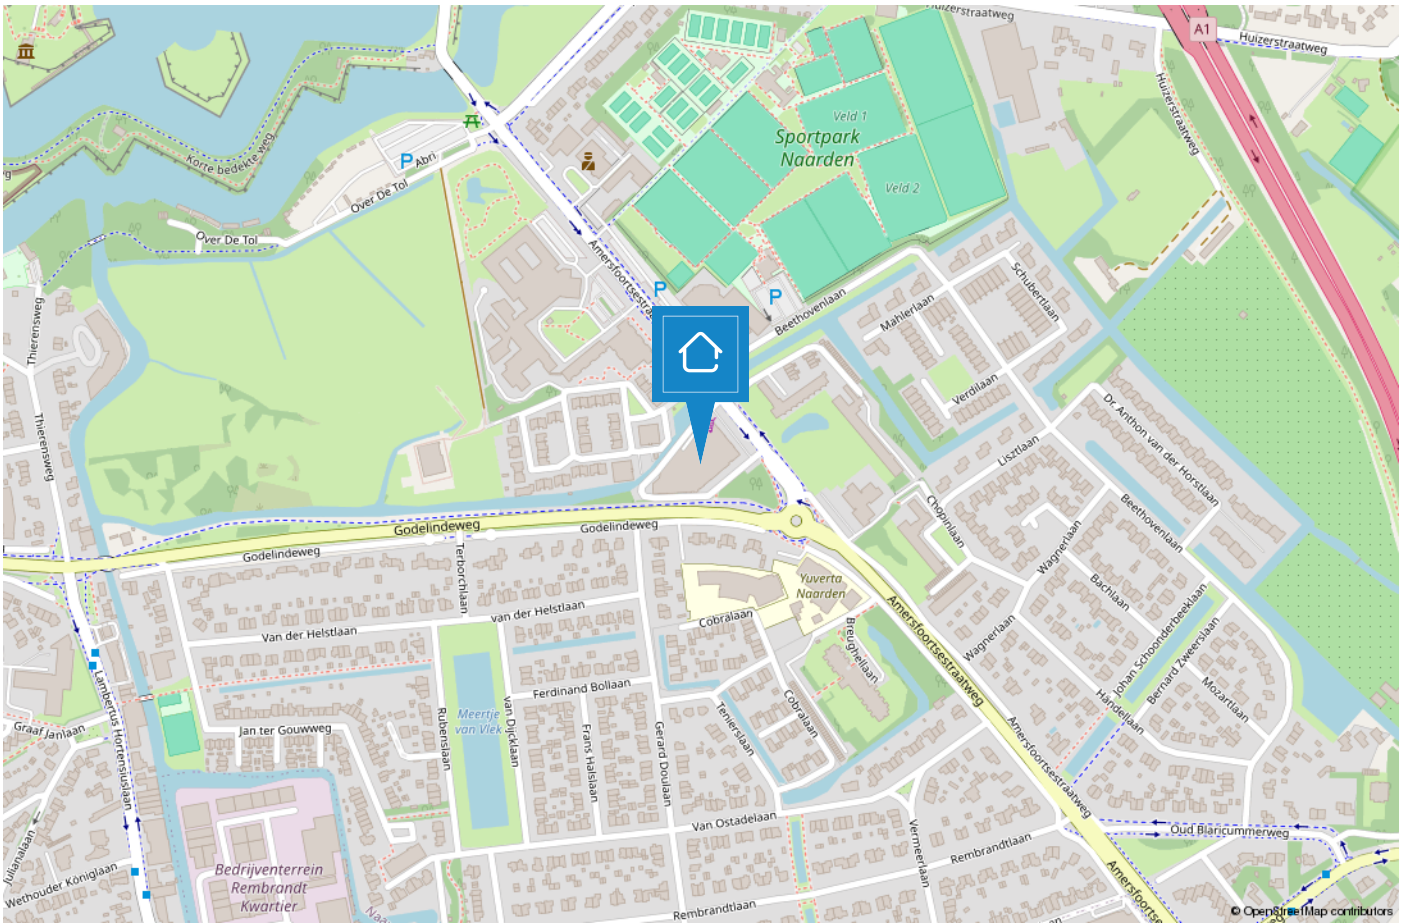 Huizerstraatweg
A1
Huizerstraatweg
Huizerstraatweg
Korte bedekte weg
P
Abri
Over De Tol
Over De Tol
Sportpark
Naarden
Veld 1
Veld 2
Thierensweg
Thierensweg
P
P
Beethovenlaan
Mahlerlaan
Schubertlaan
Verdilaan
Lisztlaan
Dr. Anthon van der Horstlaan
Beethovenlaan
Chopinlaan
Wagnerlaan
Wagnerlaan
Bachlaan
Johan Schoonderbeeklaan
Bernard Zweerslaan
Mozartlaan
Händellaan
Godelindeweg
Godelindeweg
Godelindeweg
Terborchlaan
van der Helstlaan
Van der Helstlaan
Yuverta
Naarden
Cobralaan
Cobralaan
Breughellaan
Amersfoortsestraatweg
Amersfoortsestraatweg
Ferdinand Bollaan
Meertje
van Vlek
Rubenslaan
van Dijcklaan
Frans Halslaan
Gerard Doulaan
Tenierslaan
Jan ter Gouwweg
Graaf Janlaan
Lambertus Hortensiuslaan
Julianalaan
Wethouder Königlaan
Bedrijventerrein
Rembrandt
Kwartier
Van Ostadelaan
Vermeerlaan
Rembrandtlaan
Rembrandtlaan
Oud Blaricummerweg
© OpenStreetMap contributors